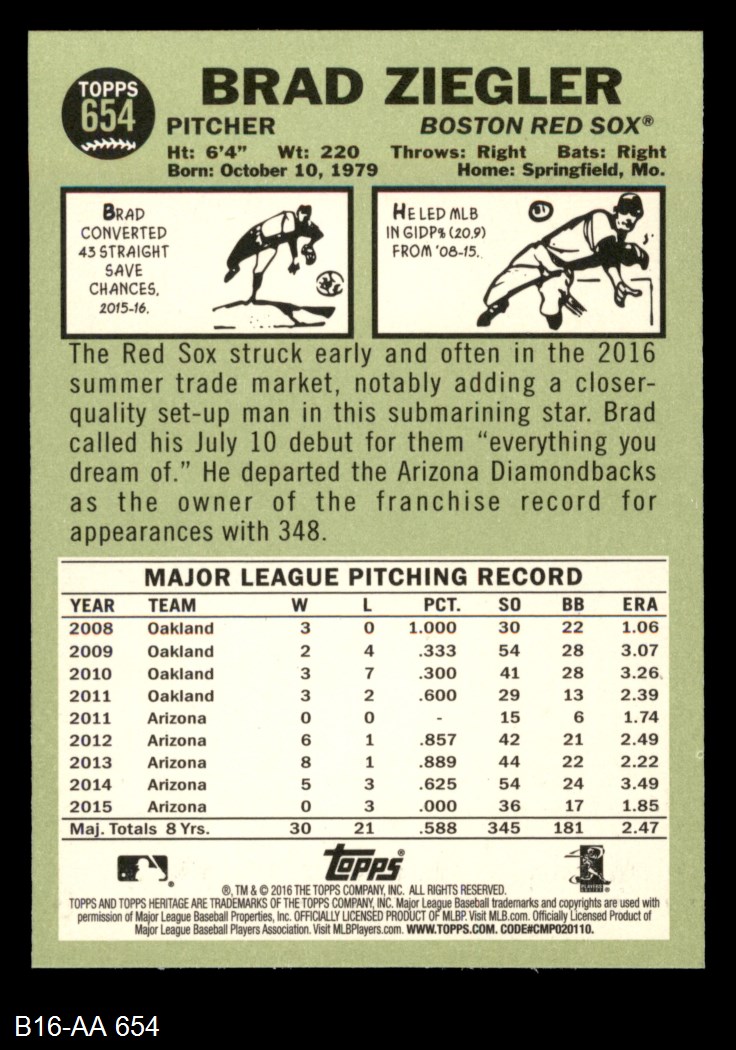 TOPPS
654
BRAD ZIEGLER
PITCHER BOSTON RED SOX®
Ht: 6'4" Wt: 220 Throws: Right Bats: Right
Born: October 10, 1979 Home: Springfield, Mo.
BRAD
CONVERTED
43 STRAIGHT
SAVE
CHANCES,
2015-16.
HE LED MLB
IN GIDP% (20.9)
FROM '08-15.
The Red Sox struck early and often in the 2016
summer trade market, notably adding a closer-
quality set-up man in this submarining star. Brad
called his July 10 debut for them “everything you
dream of.” He departed the Arizona Diamondbacks
as the owner of the franchise record for
appearances with 348.
MAJOR LEAGUE PITCHING RECORD
YEAR TEAM W L PCT. SO BB ERA
2008 Oakland 3 0 1.000 30 22 1.06
2009 Oakland 2 4 .333 54 28 3.07
2010 Oakland 3 7 .300 41 28 3.26
2011 Oakland 3 2 .600 29 13 2.39
2011 Arizona 0 0 - 15 6 1.74
2012 Arizona 6 1 .857 42 21 2.49
2013 Arizona 8 1 .889 44 22 2.22
2014 Arizona 5 3 .625 54 24 3.49
2015 Arizona 0 3 .000 36 17 1.85
Maj. Totals 8 Yrs. 30 21 .588 345 181 2.47
topps®
®, TM & © 2016 THE TOPPS COMPANY, INC. ALL RIGHTS RESERVED.
TOPPS AND TOPPS HERITAGE ARE TRADEMARKS OF THE TOPPS COMPANY, INC. Major League Baseball trademarks and copyrights are used with
permission of Major League Baseball Properties, Inc. OFFICIALLY LICENSED PRODUCT OF MLBP. Visit MLB.com. Officially Licensed Product of
Major League Baseball Players Association. Visit MLBPlayers.com. WWW.TOPPS.COM. CODE#CMP020110.
B16-AA 654